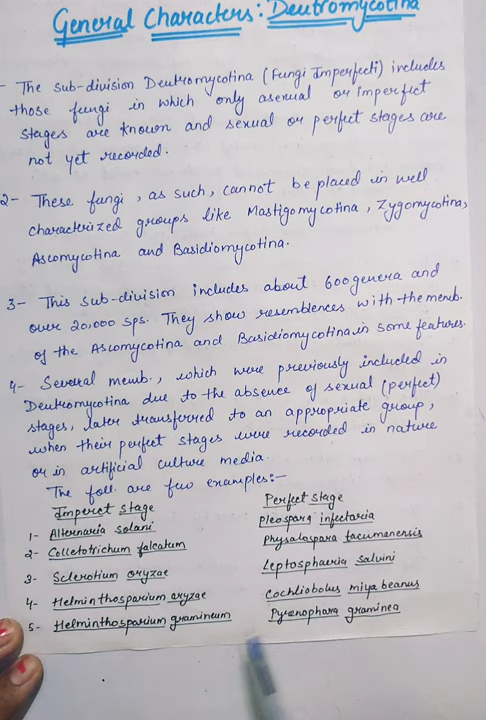 General Characters: Deutromycotina
- The sub-division Deutromycotina (Fungi Imperfecti) includes
those fungi in which only asexual or imperfect
stages are known and sexual or perfect stages are
not yet recorded.
2- These fungi, as such, cannot be placed in well
characterized groups like Mastigomycotina, Zygomycotina,
Ascomycotina and Basidiomycotina.
3- This sub-division includes about 600 genera and
over 20.000 sps. They show resemblences with the memb.
of the Ascomycotina and Basidiomycotina in some features.
4- Several memb., which were previously included in
Deutromycotina due to the absence of sexual (perfect)
stages, later transferred to an appropriate group,
when their perfect stages were recorded in nature
or in artificial culture media.
The foll. are few examples:-
Imperct stage Perfect stage
1- Alternaria solani Pleospara infectaria
2- Colletotrichum falcatum Physalospara tacumanensis
3- Sclerotium oryzae Leptosphaeria salvini
4- Helminthosparium oryzae Cochliobolus miyabeanus
5- Helminthosparium gramineum Pyrenophara graminea